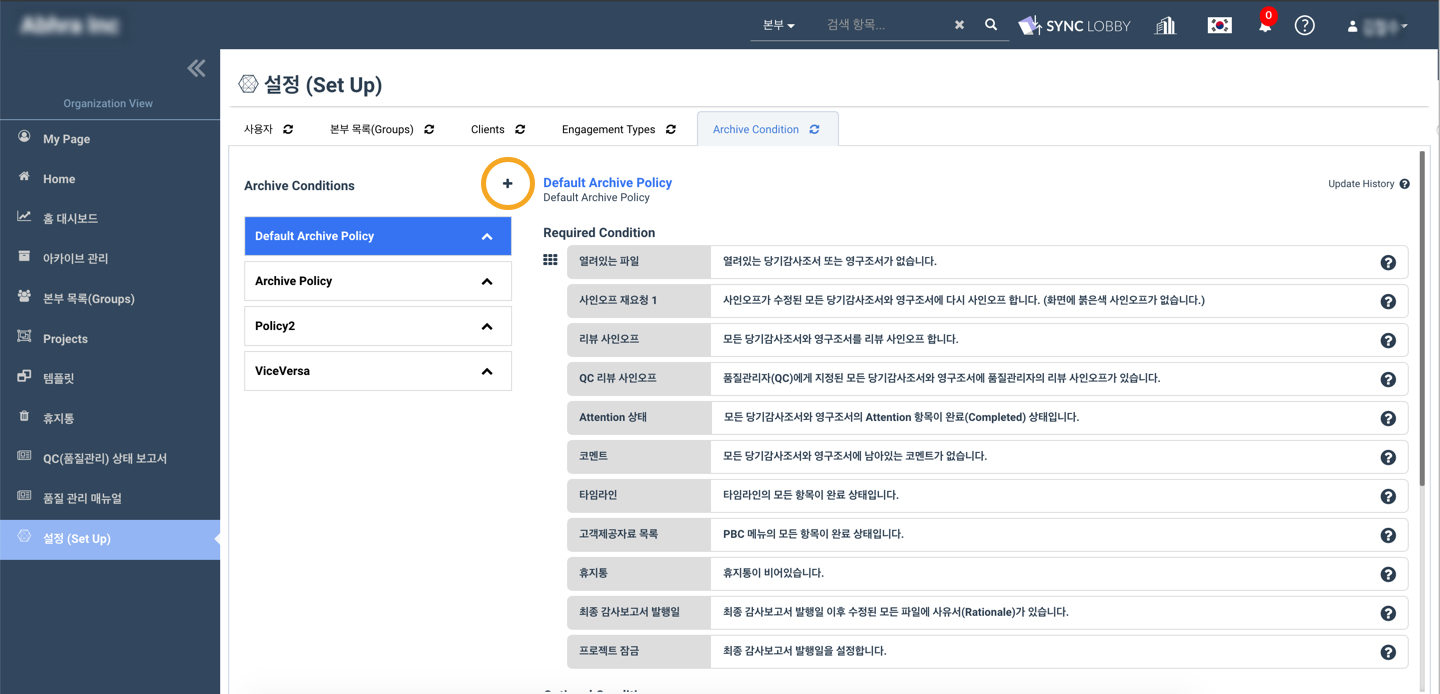 Abhra Inc
본부
검색 항목...
SYNC LOBBY
0
Organization View
My Page
Home
홈 대시보드
아카이브 관리
본부 목록(Groups)
Projects
템플릿
휴지통
QC(품질관리) 상태 보고서
품질 관리 매뉴얼
설정 (Set Up)
설정 (Set Up)
사용자
본부 목록(Groups)
Clients
Engagement Types
Archive Condition
Archive Conditions
Default Archive Policy
Archive Policy
Policy2
ViceVersa
Default Archive Policy
Default Archive Policy
Update History
Required Condition
열려있는 파일 열려있는 당기감사조서 또는 영구조서가 없습니다.
사인오프 재요청 1 사인오프가 수정된 모든 당기감사조서와 영구조서에 다시 사인오프 합니다. (화면에 붉은색 사인오프가 없습니다.)
리뷰 사인오프 모든 당기감사조서와 영구조서를 리뷰 사인오프 합니다.
QC 리뷰 사인오프 품질관리자(QC)에게 지정된 모든 당기감사조서와 영구조서에 품질관리자의 리뷰 사인오프가 있습니다.
Attention 상태 모든 당기감사조서와 영구조서의 Attention 항목이 완료(Completed) 상태입니다.
코멘트 모든 당기감사조서와 영구조서에 남아있는 코멘트가 없습니다.
타임라인 타임라인의 모든 항목이 완료 상태입니다.
고객제공자료 목록 PBC 메뉴의 모든 항목이 완료 상태입니다.
휴지통 휴지통이 비어있습니다.
최종 감사보고서 발행일 최종 감사보고서 발행일 이후 수정된 모든 파일에 사유서(Rationale)가 있습니다.
프로젝트 잠금 최종 감사보고서 발행일을 설정합니다.